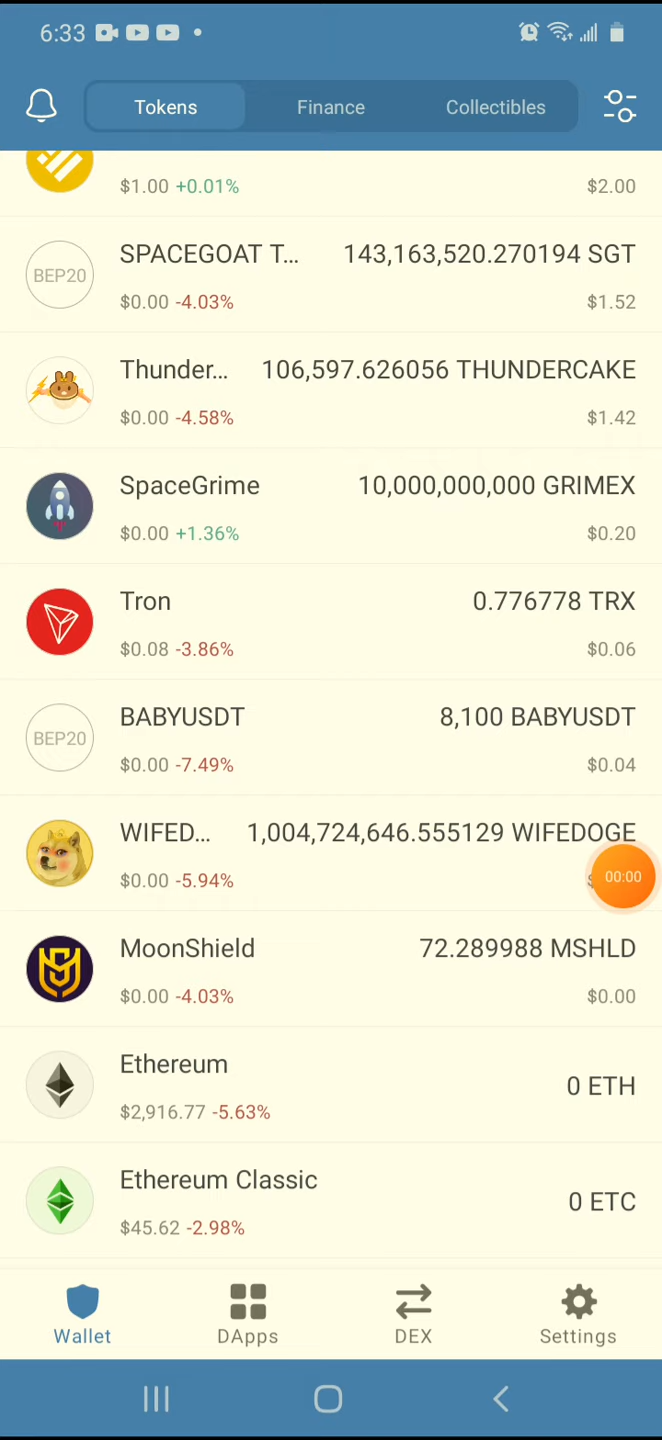 6:33
Tokens Finance Collectibles
$1.00 +0.01% $2.00
BEP20 SPACEGOAT T... 143,163,520.270194 SGT
$0.00 -4.03% $1.52
Thunder... 106,597.626056 THUNDERCAKE
$0.00 -4.58% $1.42
SpaceGrime 10,000,000,000 GRIMEX
$0.00 +1.36% $0.20
Tron 0.776778 TRX
$0.08 -3.86% $0.06
BEP20 BABYUSDT 8,100 BABYUSDT
$0.00 -7.49% $0.04
WIFED... 1,004,724,646.555129 WIFEDOGE
$0.00 -5.94% 00:00
MoonShield 72.289988 MSHLD
$0.00 -4.03% $0.00
Ethereum 0 ETH
$2,916.77 -5.63%
Ethereum Classic 0 ETC
$45.62 -2.98%
Wallet DApps DEX Settings